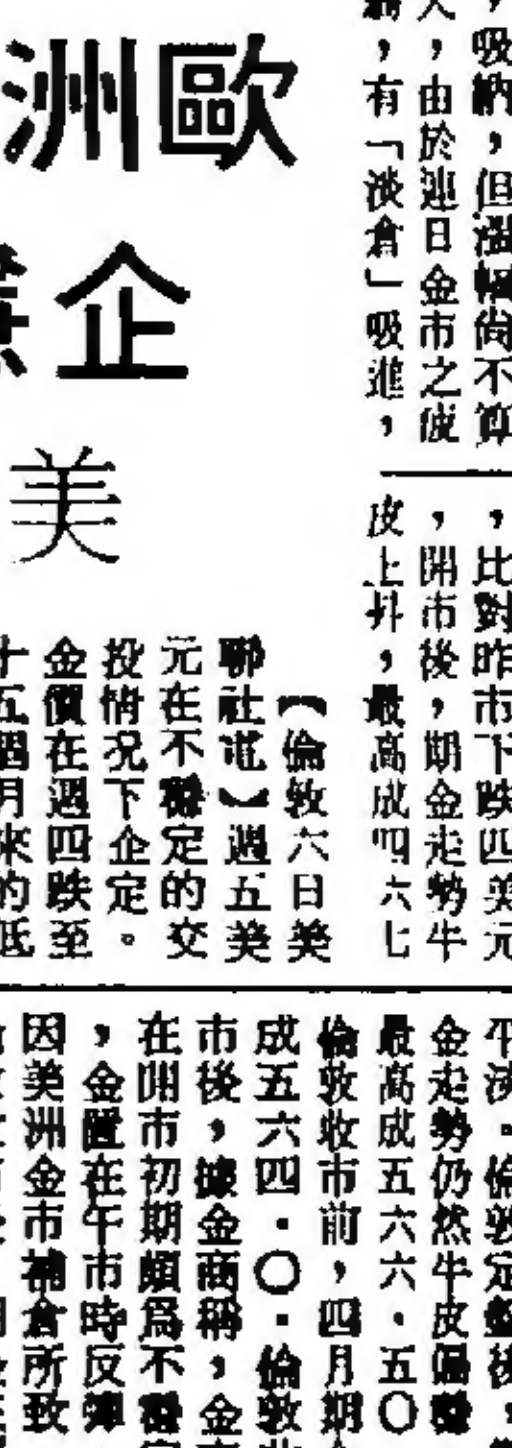 ，吸納，但漲幅尚不算
，由於連日金市之疲
，有「淡倉」吸進，
，比對昨市下跌四美元
，開市後，期金走勢牛
皮上升，最高成四六七
歐洲
企
美
【倫敦六日美
聯社電】週五美
元在不穩定的交
投情況下企定。
金價在週四跌至
十五個月來的低
平淡。倫敦定盤後，
金走勢仍然牛皮偏穩
最高成五六六．五〇
倫敦收市前，四月期
成五六四．〇．倫敦
市後，據金商稱，金
在開市初期頗爲不穩
，金價在午市時反彈
因美洲金市補倉所致